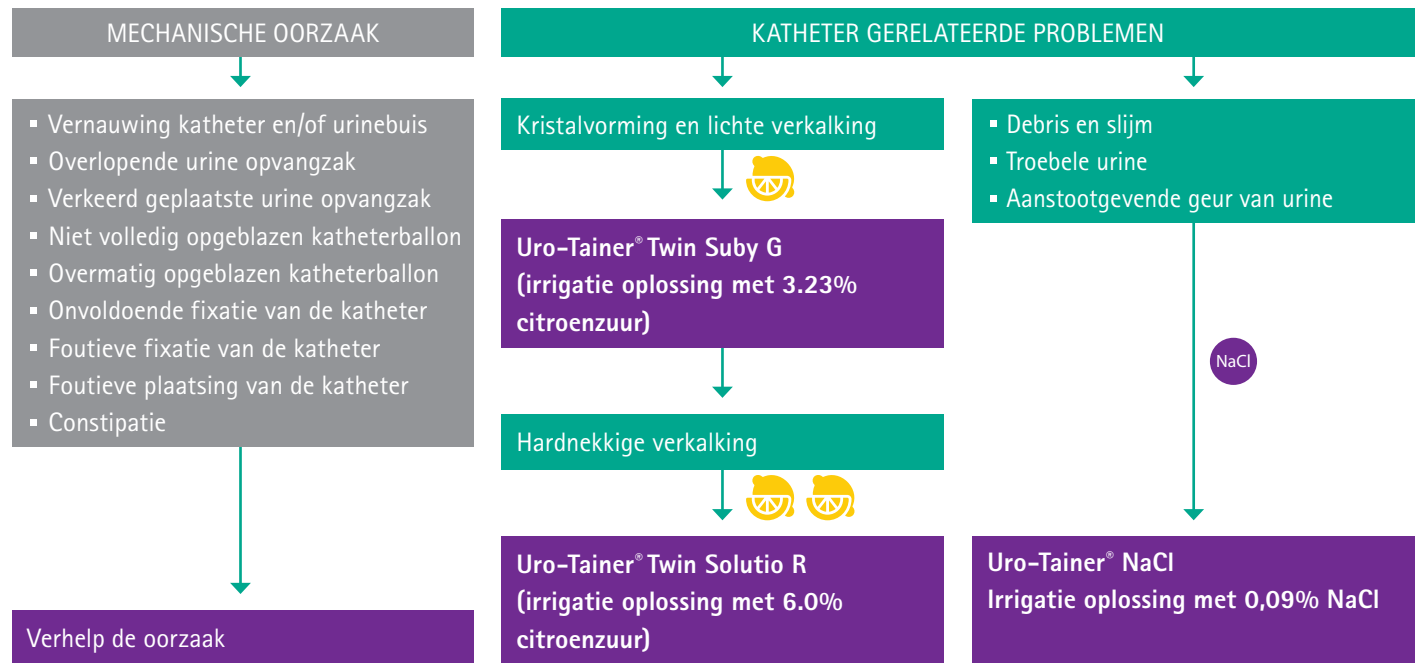 MECHANISCHE OORZAAK
▪ Vernauwing katheter en/of urinebuis
▪ Overlopende urine opvangzak
▪ Verkeerd geplaatste urine opvangzak
▪ Niet volledig opgeblazen katheterballon
▪ Overmatig opgeblazen katheterballon
▪ Onvoldoende fixatie van de katheter
▪ Foutieve fixatie van de katheter
▪ Foutieve plaatsing van de katheter
▪ Constipatie
Verhelp de oorzaak
KATHETER GERELATEERDE PROBLEMEN
Kristalvorming en lichte verkalking
Uro-Tainer® Twin Suby G
(irrigatie oplossing met 3.23%
citroenzuur)
Hardnekkige verkalking
Uro-Tainer® Twin Solutio R
(irrigatie oplossing met 6.0%
citroenzuur)
▪ Debris en slijm
▪ Troebele urine
▪ Aanstootgevende geur van urine
NaCl
Uro-Tainer® NaCl
Irrigatie oplossing met 0,09% NaCl